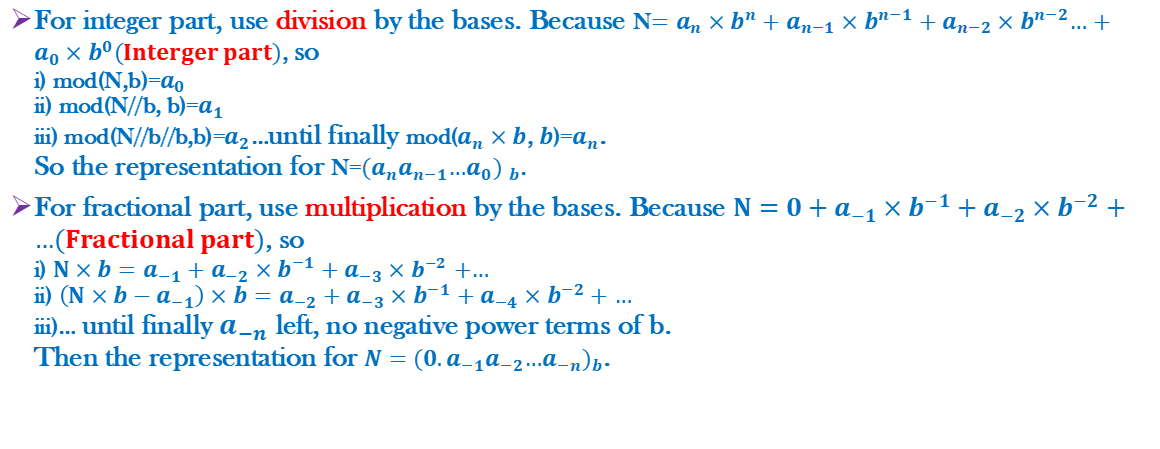 ➢For integer part, use division by the bases. Because N= aₙ × bⁿ + aₙ₋₁ × bⁿ⁻¹ + aₙ₋₂ × bⁿ⁻²... +
a₀ × b⁰(Interger part), so
i) mod(N,b)=a₀
ii) mod(N//b, b)=a₁
iii) mod(N//b//b,b)=a₂...until finally mod(aₙ × b, b)=aₙ.
So the representation for N=(aₙaₙ₋₁...a₀) b.
➢For fractional part, use multiplication by the bases. Because N = 0 + a₋₁ × b⁻¹ + a₋₂ × b⁻² +
...(Fractional part), so
i) N × b = a₋₁ + a₋₂ × b⁻¹ + a₋₃ × b⁻² +...
ii) (N × b − a₋₁) × b = a₋₂ + a₋₃ × b⁻¹ + a₋₄ × b⁻² + ...
iii)... until finally a₋ₙ left, no negative power terms of b.
Then the representation for N = (0. a₋₁a₋₂...a₋ₙ)b.